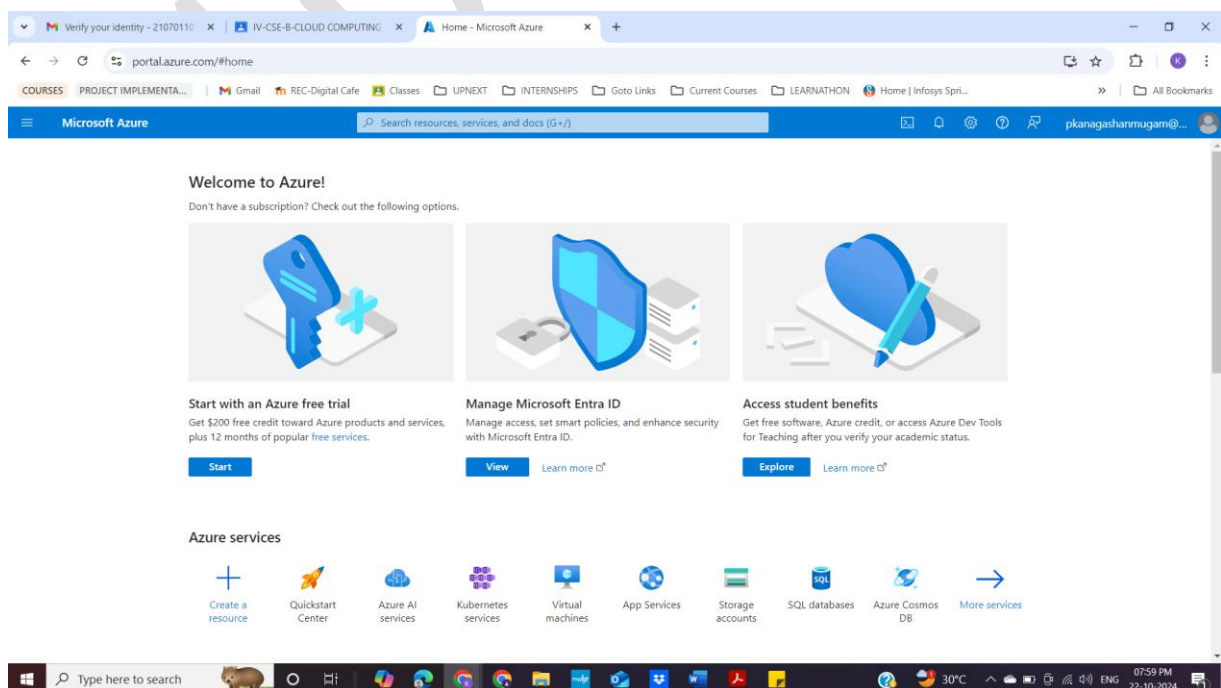 Verify your identity - 21070110
IV-CSE-B-CLOUD COMPUTING
Home - Microsoft Azure
portal.azure.com/#home
K
COURSES PROJECT IMPLEMENTA... Gmail REC-Digital Cafe Classes UPNEXT INTERNSHIPS Goto Links Current Courses LEARNATHON Home | Infosys Spri... » All Bookmarks
Microsoft Azure
Search resources, services, and docs (G+/)
pkanagashanmugam@...
Welcome to Azure!
Don't have a subscription? Check out the following options.
Start with an Azure free trial
Get $200 free credit toward Azure products and services,
plus 12 months of popular free services.
Start
Manage Microsoft Entra ID
Manage access, set smart policies, and enhance security
with Microsoft Entra ID.
View Learn more
Access student benefits
Get free software, Azure credit, or access Azure Dev Tools
for Teaching after you verify your academic status.
Explore Learn more
Azure services
Create a
resource
Quickstart
Center
Azure AI
services
Kubernetes
services
Virtual
machines
App Services
Storage
accounts
SQL
SQL databases
Azure Cosmos
DB
More services
Type here to search
30°C
ENG
07:59 PM
22-10-2024